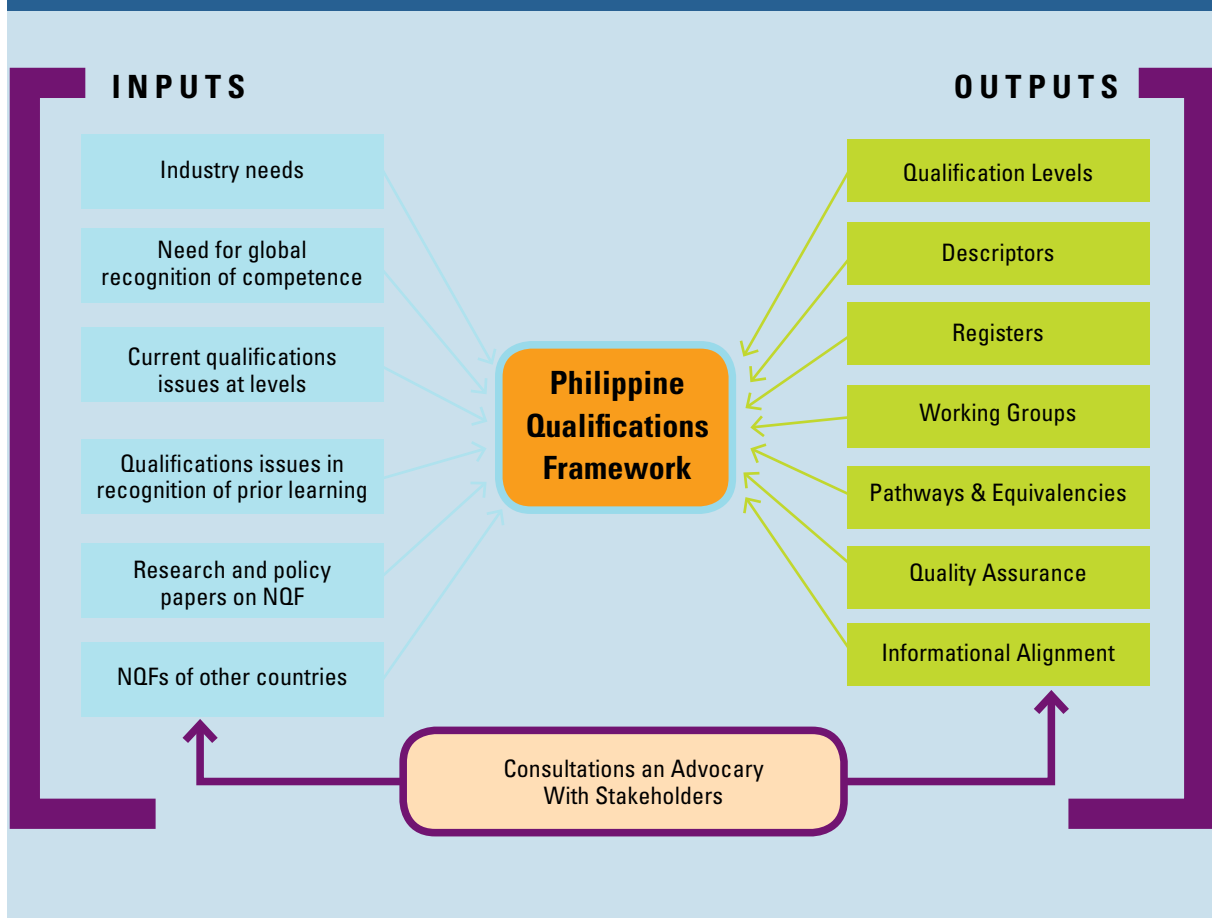 INPUTS
Industry needs
Need for global
recognition of competence
Current qualifications
issues at levels
Qualifications issues in
recognition of prior learning
Research and policy
papers on NQF
NQFs of other countries
Philippine
Qualifications
Framework
OUTPUTS
Qualification Levels
Descriptors
Registers
Working Groups
Pathways & Equivalencies
Quality Assurance
Informational Alignment
Consultations an Advocary
With Stakeholders